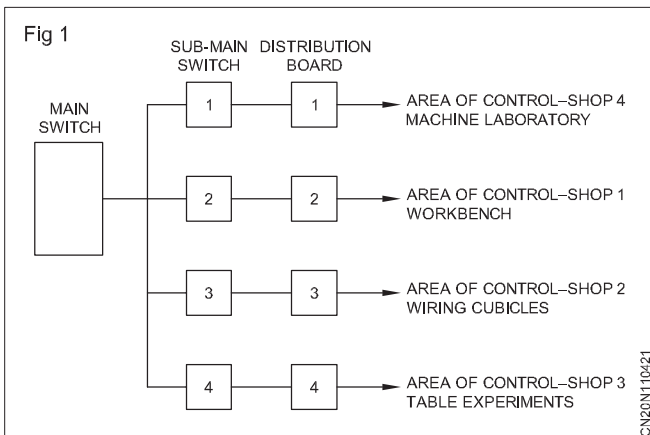 Fig 1
SUB-MAIN
SWITCH
DISTRIBUTION
BOARD
MAIN
SWITCH
1
1
AREA OF CONTROL–SHOP 4
MACHINE LABORATORY
2
2
AREA OF CONTROL–SHOP 1
WORKBENCH
3
3
AREA OF CONTROL–SHOP 2
WIRING CUBICLES
4
4
AREA OF CONTROL–SHOP 3
TABLE EXPERIMENTS
CN20N110421